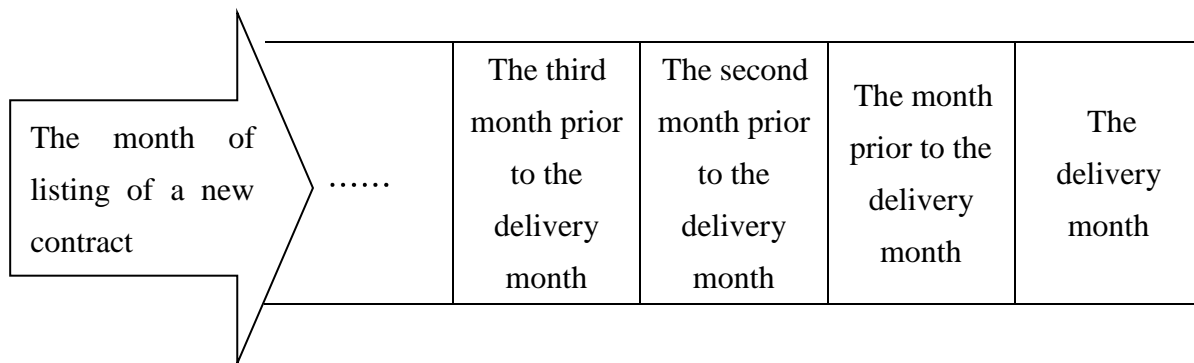 The month of
listing of a new
contract
……
The third
month prior
to the
delivery
month
The second
month prior
to the
delivery
month
The month
prior to the
delivery
month
The
delivery
month